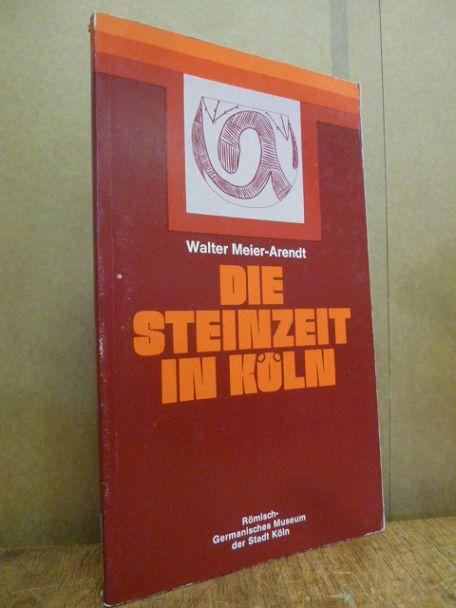 Walter Meier-Arendt
DIE
STEINZEIT
IN KÖLN
Römisch-
Germanisches Museum
der Stadt Köln